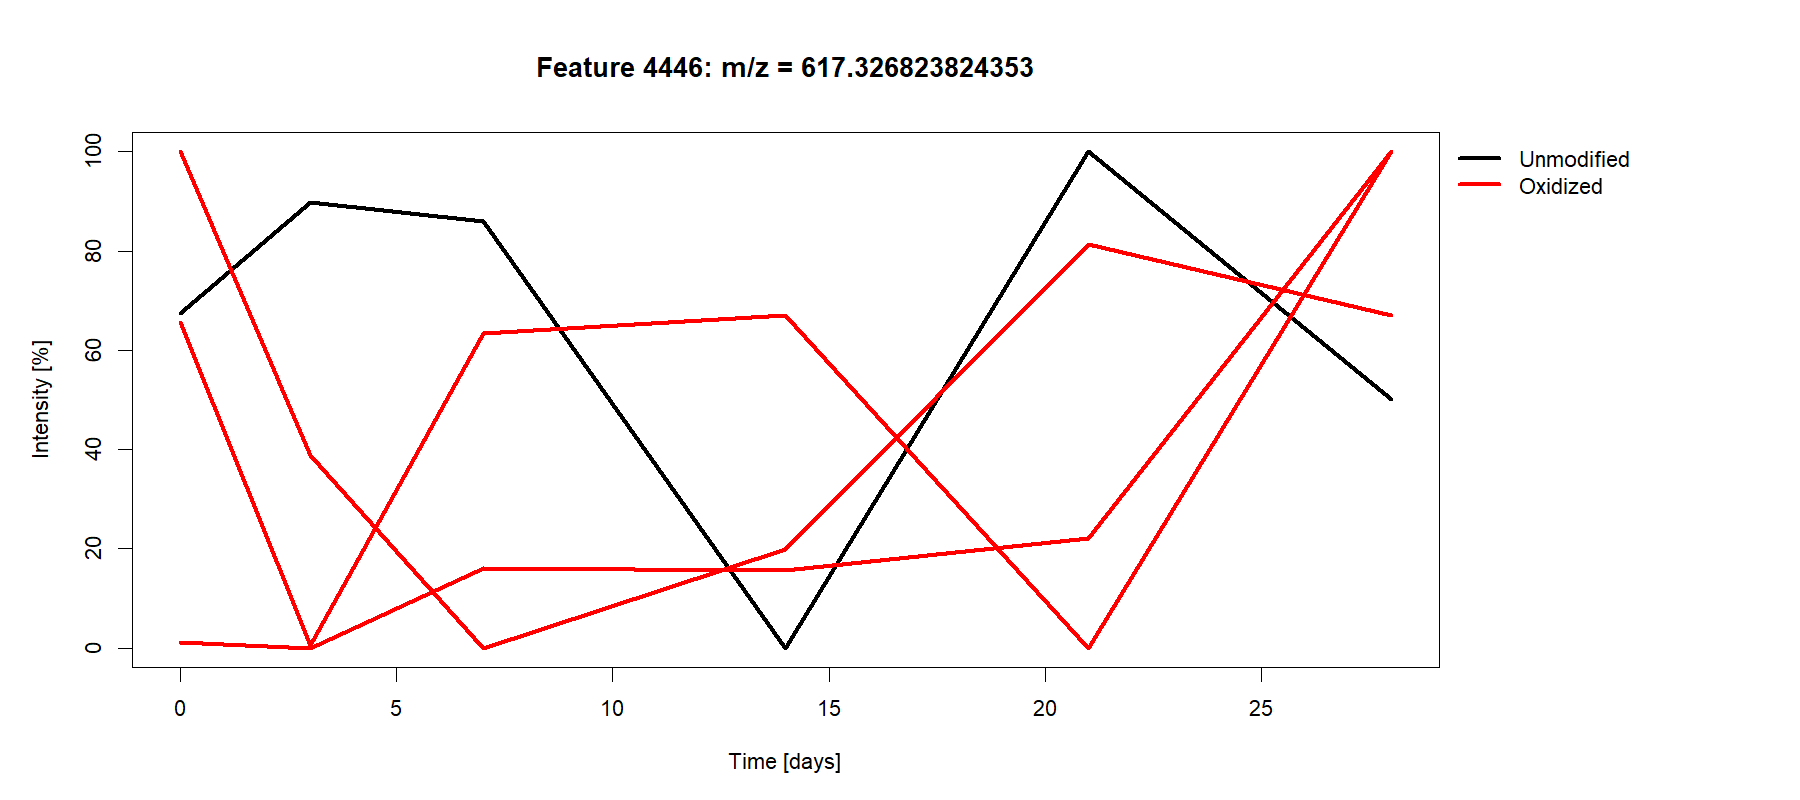 Feature 4446: m/z = 617.326823824353
Unmodified
Oxidized
Intensity [%]
100
80
60
40
20
0
0 5 10 15 20 25
Time [days]